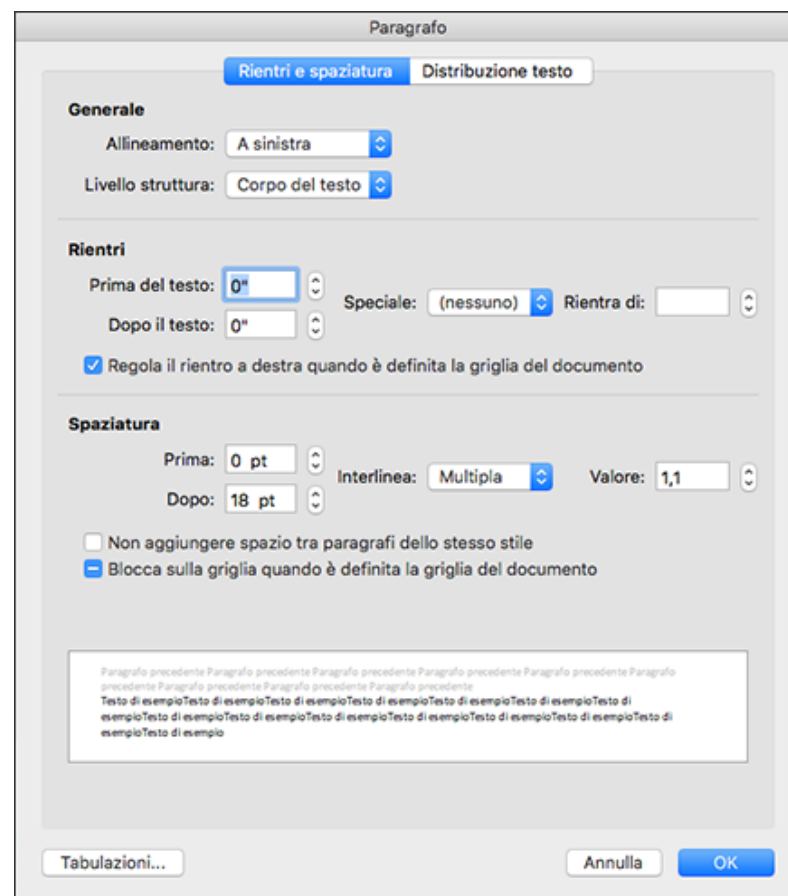 Paragrafo
Rientri e spaziatura Distribuzione testo
Generale
Allineamento: A sinistra
Livello struttura: Corpo del testo
Rientri
Prima del testo: 0"
Speciale: (nessuno) Rientra di:
Dopo il testo: 0"
Regola il rientro a destra quando è definita la griglia del documento
Spaziatura
Prima: 0 pt
Interlinea: Multipla Valore: 1,1
Dopo: 18 pt
Non aggiungere spazio tra paragrafi dello stesso stile
Blocca sulla griglia quando è definita la griglia del documento
Paragrafo precedente Paragrafo precedente Paragrafo precedente Paragrafo precedente Paragrafo precedente Paragrafo
precedente Paragrafo precedente Paragrafo precedente Paragrafo precedente
Testo di esempioTesto di esempioTesto di esempioTesto di esempioTesto di esempioTesto di esempioTesto di
esempioTesto di esempioTesto di esempioTesto di esempioTesto di esempioTesto di esempioTesto di esempioTesto di
esempioTesto di esempio
Tabulazioni... Annulla OK